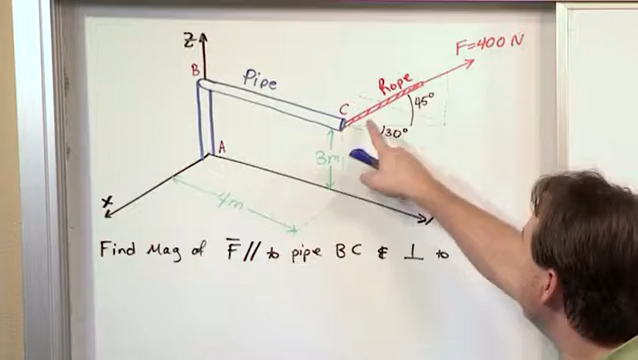 F=400 N
Z
B
Pipe
Rope
C
45°
30°
A
3m
x
4m
y
Find Mag of F̅ // to pipe BC & ⊥ to